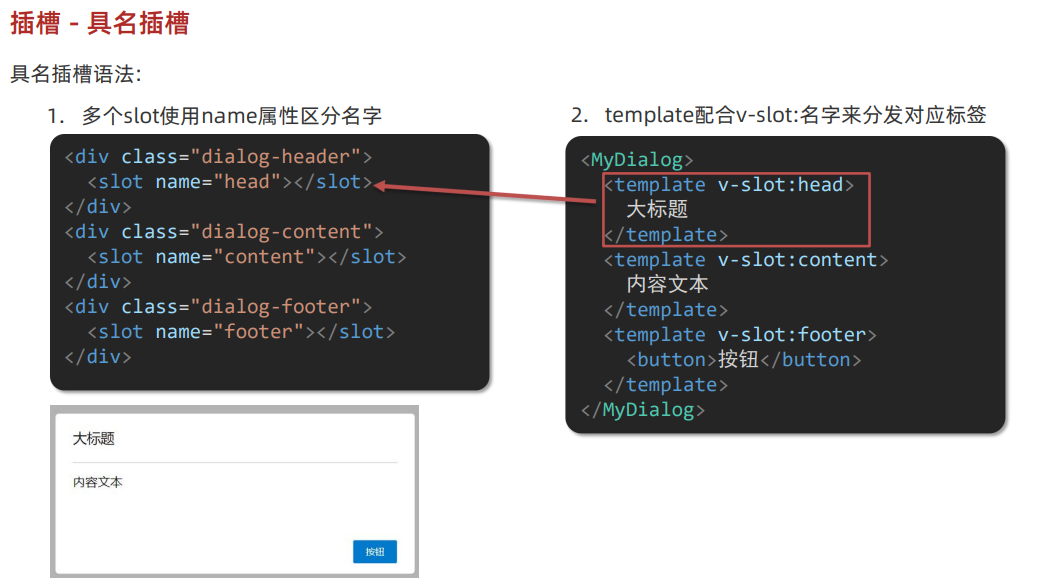 插槽 - 具名插槽
具名插槽语法:
1. 多个slot使用name属性区分名字
<div class="dialog-header">
  <slot name="head"></slot>
</div>
<div class="dialog-content">
  <slot name="content"></slot>
</div>
<div class="dialog-footer">
  <slot name="footer"></slot>
</div>
大标题
内容文本
按钮
2. template配合v-slot:名字来分发对应标签
<MyDialog>
  <template v-slot:head>
    大标题
  </template>
  <template v-slot:content>
    内容文本
  </template>
  <template v-slot:footer>
    <button>按钮</button>
  </template>
</MyDialog>